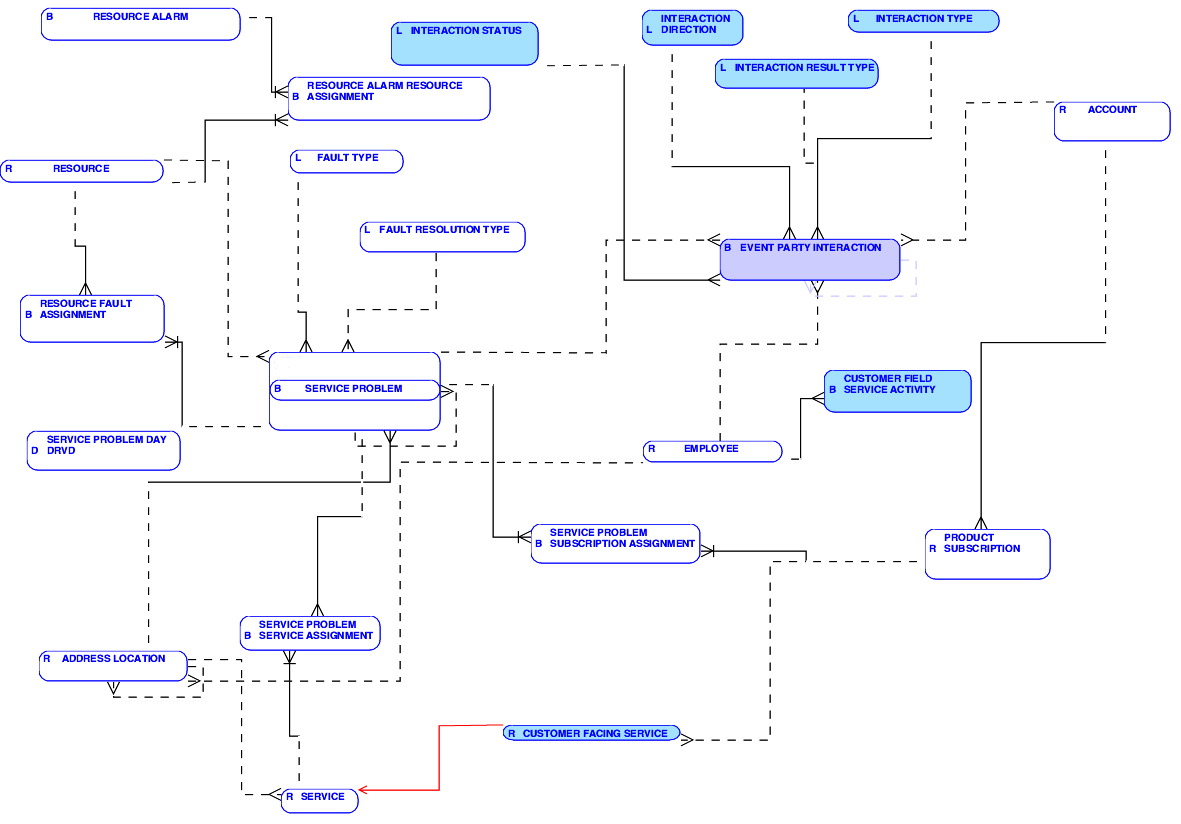 B RESOURCE ALARM
L INTERACTION STATUS
INTERACTION
L DIRECTION
L INTERACTION TYPE
L INTERACTION RESULT TYPE
RESOURCE ALARM RESOURCE
B ASSIGNMENT
R ACCOUNT
L FAULT TYPE
R RESOURCE
L FAULT RESOLUTION TYPE
B EVENT PARTY INTERACTION
RESOURCE FAULT
B ASSIGNMENT
B SERVICE PROBLEM
CUSTOMER FIELD
B SERVICE ACTIVITY
SERVICE PROBLEM DAY
D DRVD
R EMPLOYEE
SERVICE PROBLEM
B SUBSCRIPTION ASSIGNMENT
PRODUCT
R SUBSCRIPTION
SERVICE PROBLEM
B SERVICE ASSIGNMENT
R ADDRESS LOCATION
R CUSTOMER FACING SERVICE
R SERVICE